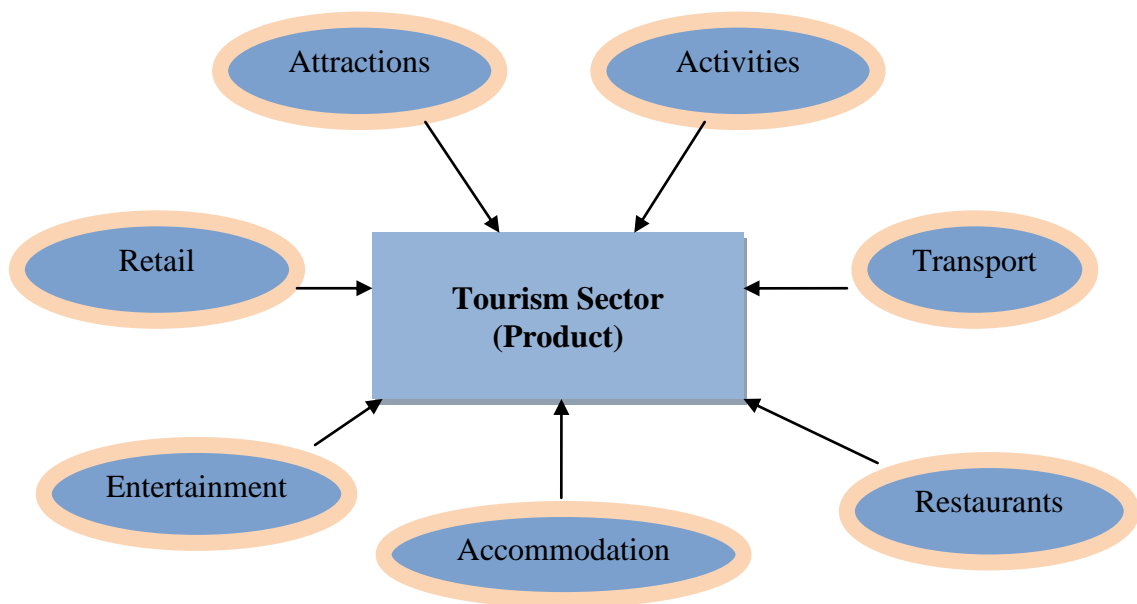 Attractions
Activities
Retail
Transport
Tourism Sector
(Product)
Entertainment
Restaurants
Accommodation